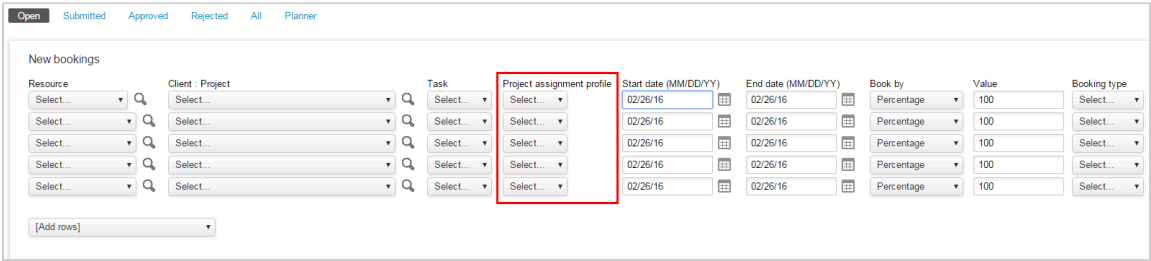 Open Submitted Approved Rejected All Planner
New bookings
Resource Client : Project Task Project assignment profile Start date (MM/DD/YY) End date (MM/DD/YY) Book by Value Booking type
Select... Select... Select... Select... 02/26/16 02/26/16 Percentage 100 Select...
Select... Select... Select... Select... 02/26/16 02/26/16 Percentage 100 Select...
Select... Select... Select... Select... 02/26/16 02/26/16 Percentage 100 Select...
Select... Select... Select... Select... 02/26/16 02/26/16 Percentage 100 Select...
Select... Select... Select... Select... 02/26/16 02/26/16 Percentage 100 Select...
[Add rows]